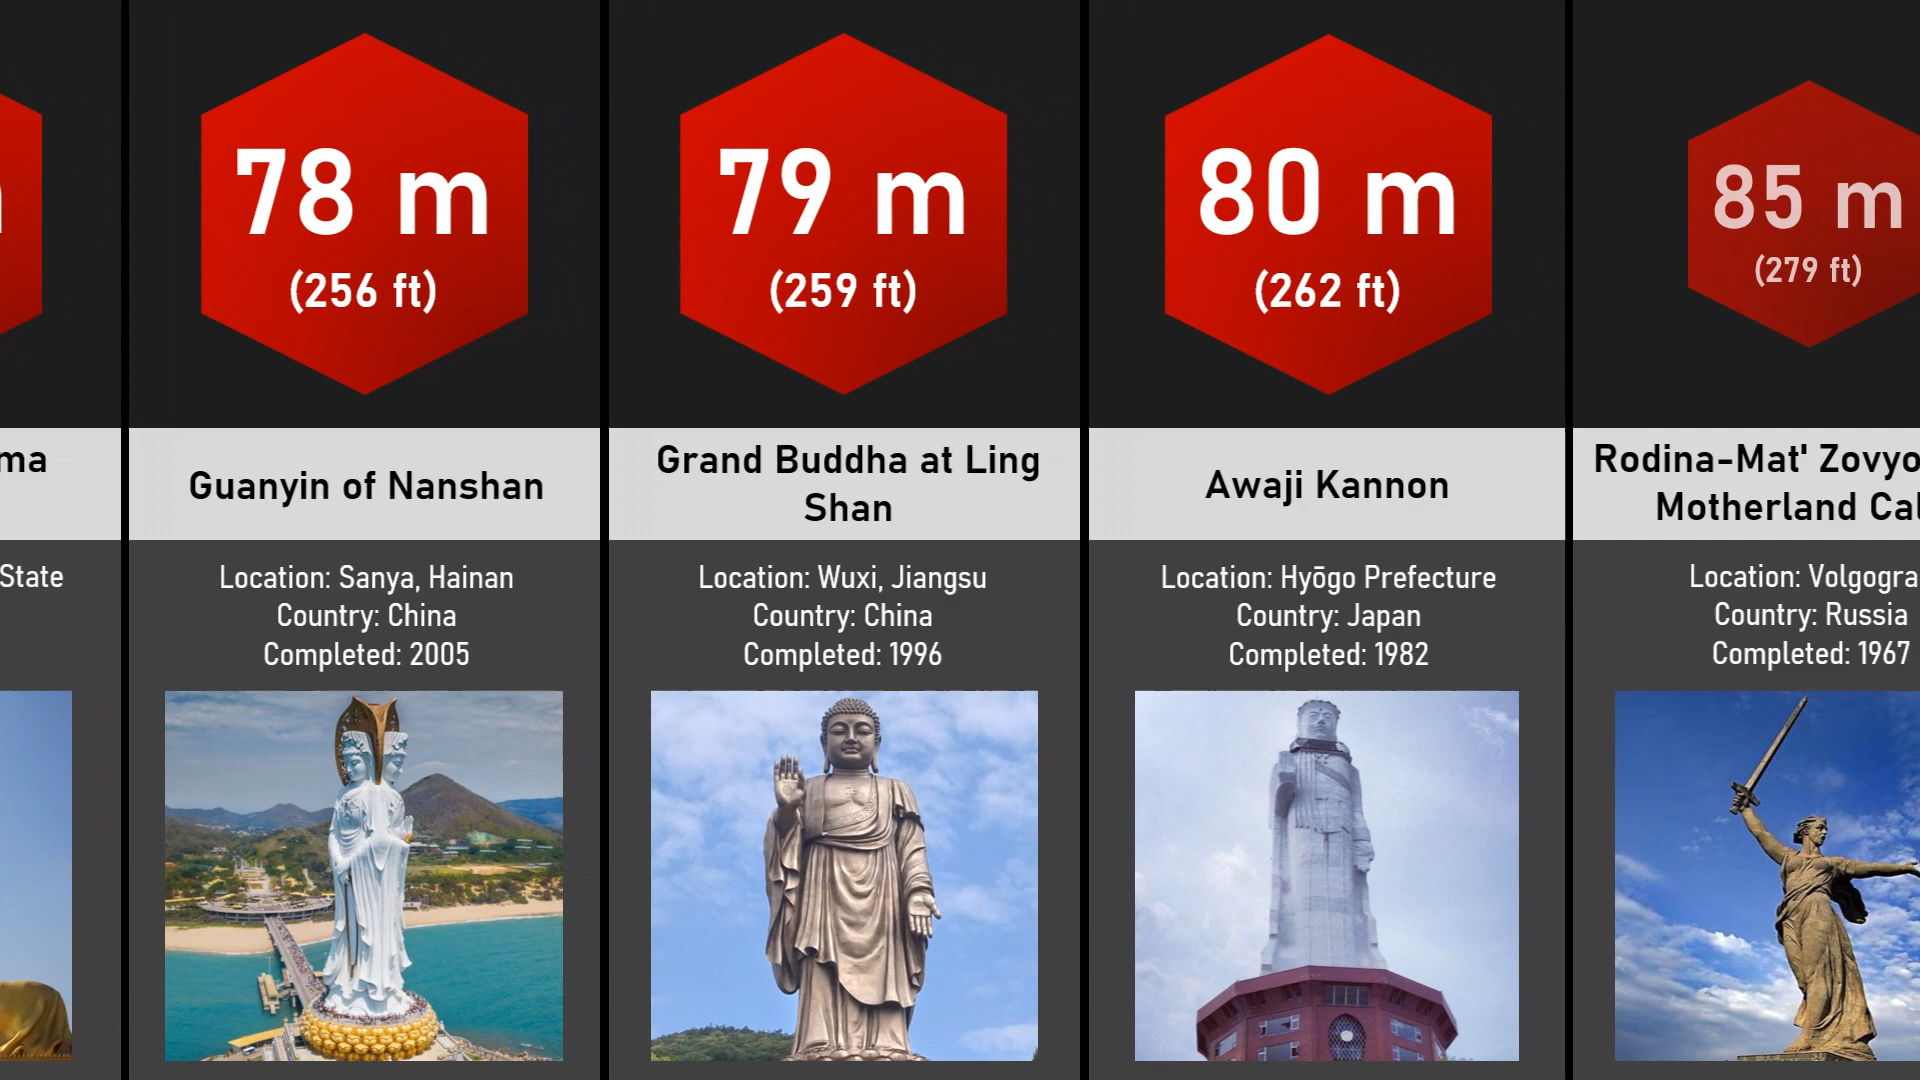 78 m
(256 ft)
Guanyin of Nanshan
Location: Sanya, Hainan
Country: China
Completed: 2005
79 m
(259 ft)
Grand Buddha at Ling
Shan
Location: Wuxi, Jiangsu
Country: China
Completed: 1996
80 m
(262 ft)
Awaji Kannon
Location: Hyōgo Prefecture
Country: Japan
Completed: 1982
85 m
(279 ft)
Rodina-Mat' Zovyo
Motherland Cal
Location: Volgogra
Country: Russia
Completed: 1967
m
ma
State